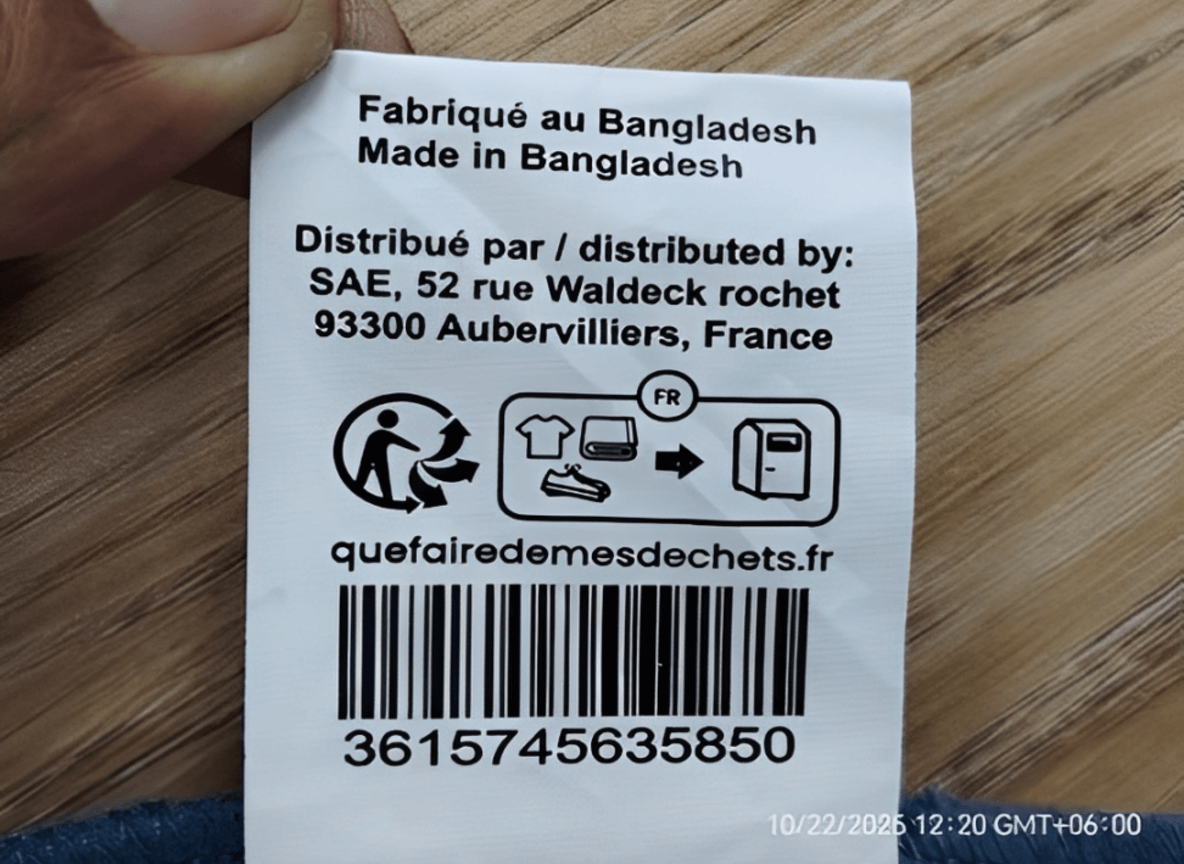 Fabriqué au Bangladesh
Made in Bangladesh
Distribué par / distributed by:
SAE, 52 rue Waldeck rochet
93300 Aubervilliers, France
FR
quefairedemesdechets.fr
3615745635850
10/22/2025 12:20 GMT+06:00